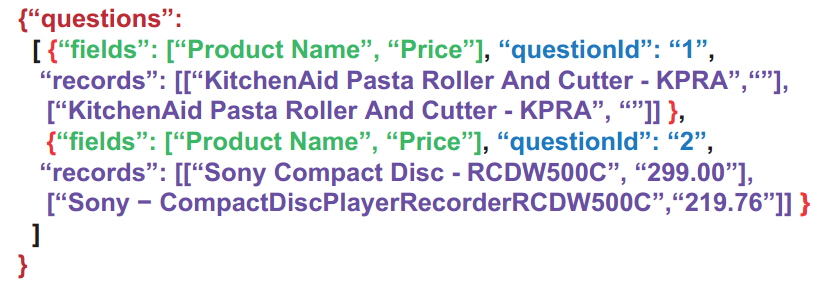 {“questions”:
[ {“fields”: [“Product Name”, “Price”], “questionId”: “1”,
“records”: [[“KitchenAid Pasta Roller And Cutter - KPRA”,“”],
[“KitchenAid Pasta Roller And Cutter - KPRA”, “”]] },
{“fields”: [“Product Name”, “Price”], “questionId”: “2”,
“records”: [[“Sony Compact Disc - RCDW500C”, “299.00”],
[“Sony − CompactDiscPlayerRecorderRCDW500C”,“219.76”]] }
]
}